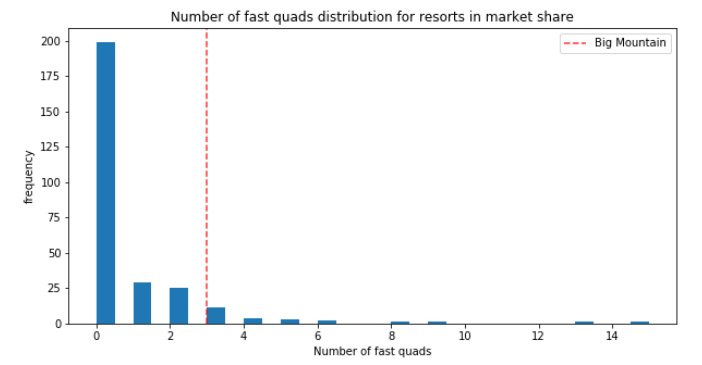 Number of fast quads distribution for resorts in market share
Big Mountain
200
175
150
125
100
75
50
25
0
frequency
0 2 4 6 8 10 12 14
Number of fast quads